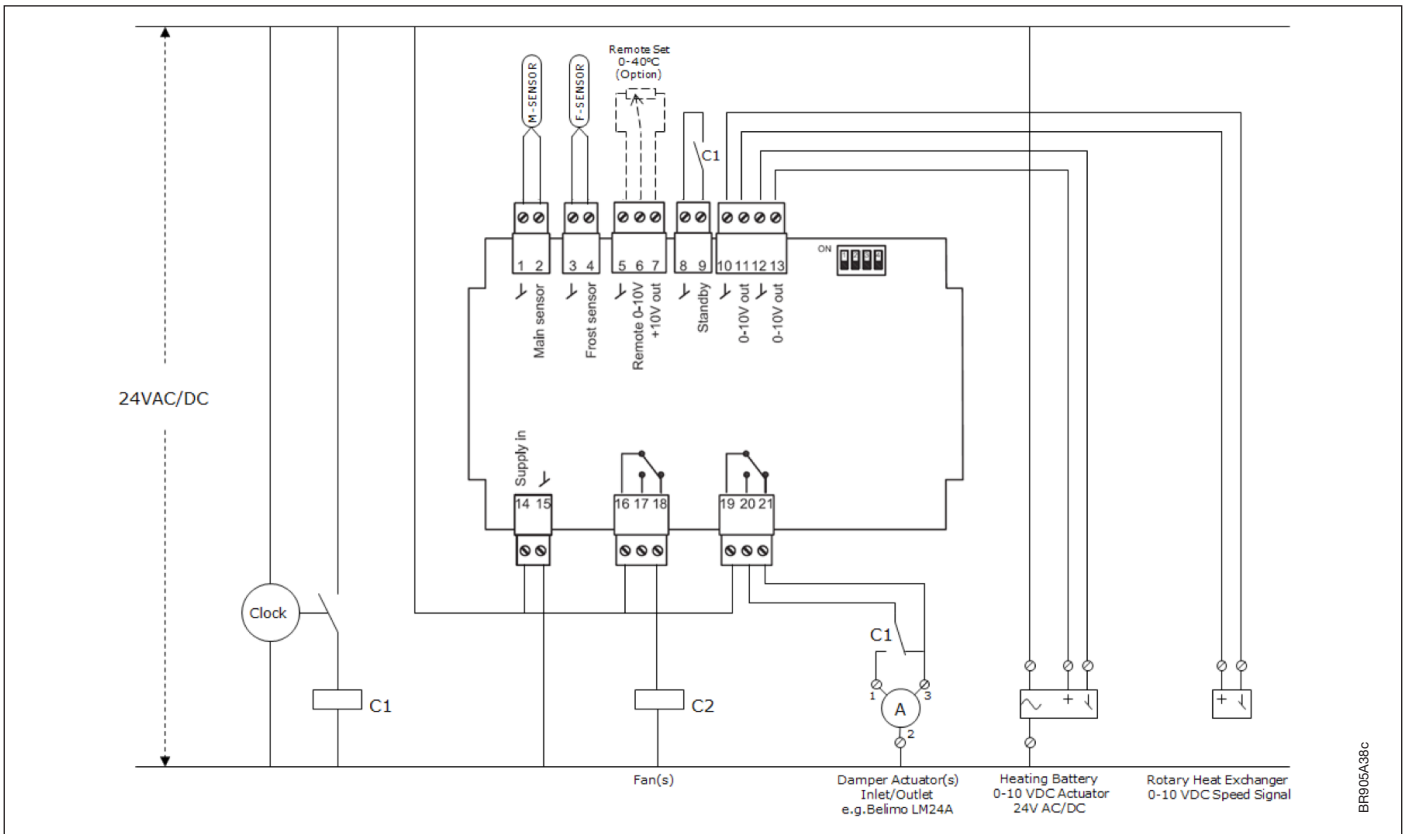 Remote Set
0-40ºC
(Option)
M-SENSOR
F-SENSOR
C1
ON
1 2 3 4
1 2
3 4
5 6 7
8 9
10 11 12 13
Main sensor
Frost sensor
Remote 0-10V
+10V out
Standby
0-10V out
0-10V out
24VAC/DC
Supply in
14 15
16 17 18
19 20 21
Clock
C1
C2
C1
1
3
A
2
+
+
Fan(s)
Damper Actuator(s)
Inlet/Outlet
e.g.Belimo LM24A
Heating Battery
0-10 VDC Actuator
24V AC/DC
Rotary Heat Exchanger
0-10 VDC Speed Signal
BR905A38c